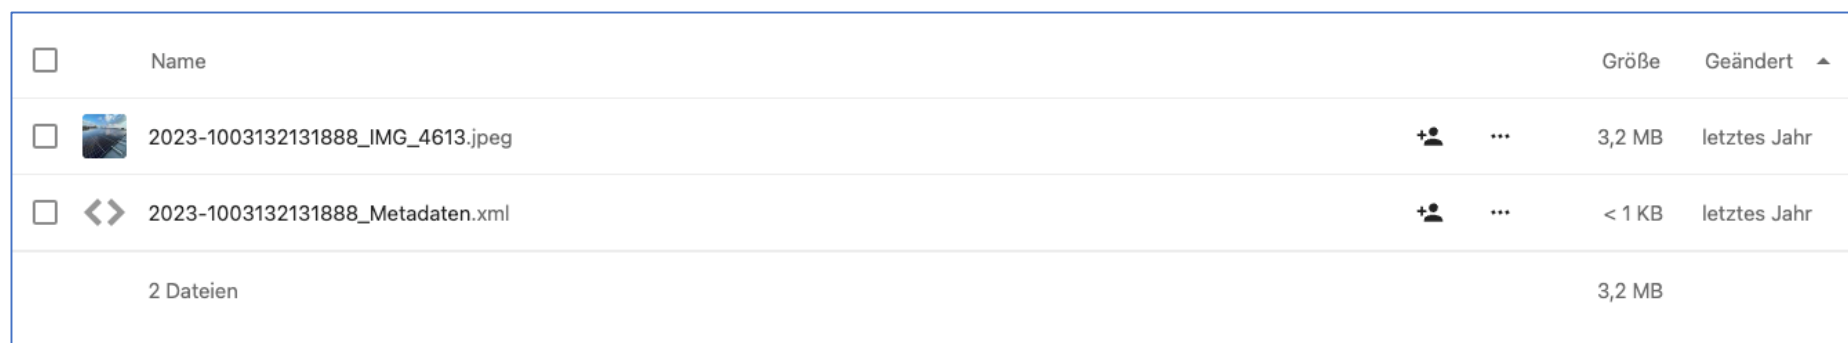 Name Größe Geändert
2023-1003132131888_IMG_4613.jpeg 3,2 MB letztes Jahr
2023-1003132131888_Metadaten.xml < 1 KB letztes Jahr
2 Dateien 3,2 MB